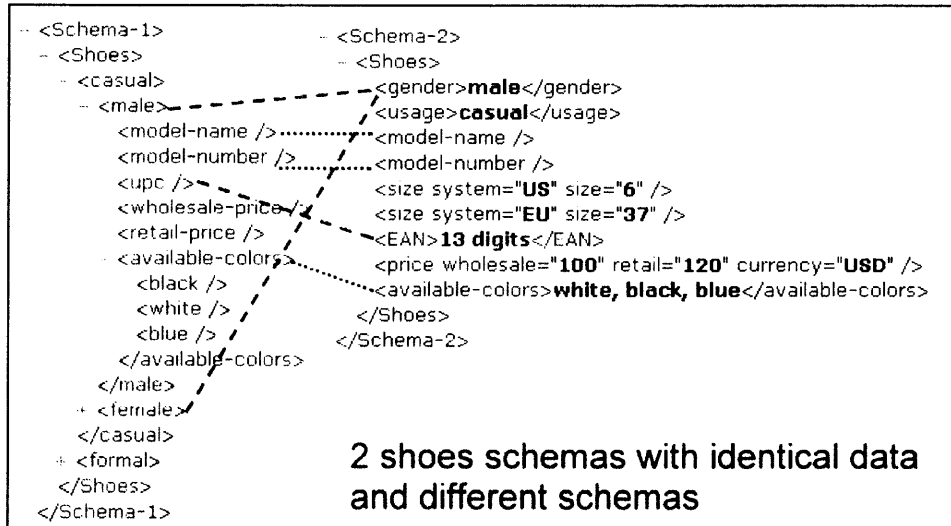 - <Schema-1>
- <Shoes>
- <casual>
- <male>
<model-name />
<model-number />
<upc />
<wholesale-price />
<retail-price />
- <available-colors>
<black />
<white />
<blue />
</available-colors>
</male>
+ <female>
</casual>
+ <formal>
</Shoes>
</Schema-1>
- <Schema-2>
- <Shoes>
<gender>male</gender>
<usage>casual</usage>
<model-name />
<model-number />
<size system="US" size="6" />
<size system="EU" size="37" />
<EAN>13 digits</EAN>
<price wholesale="100" retail="120" currency="USD" />
<available-colors>white, black, blue</available-colors>
</Shoes>
</Schema-2>
2 shoes schemas with identical data
and different schemas